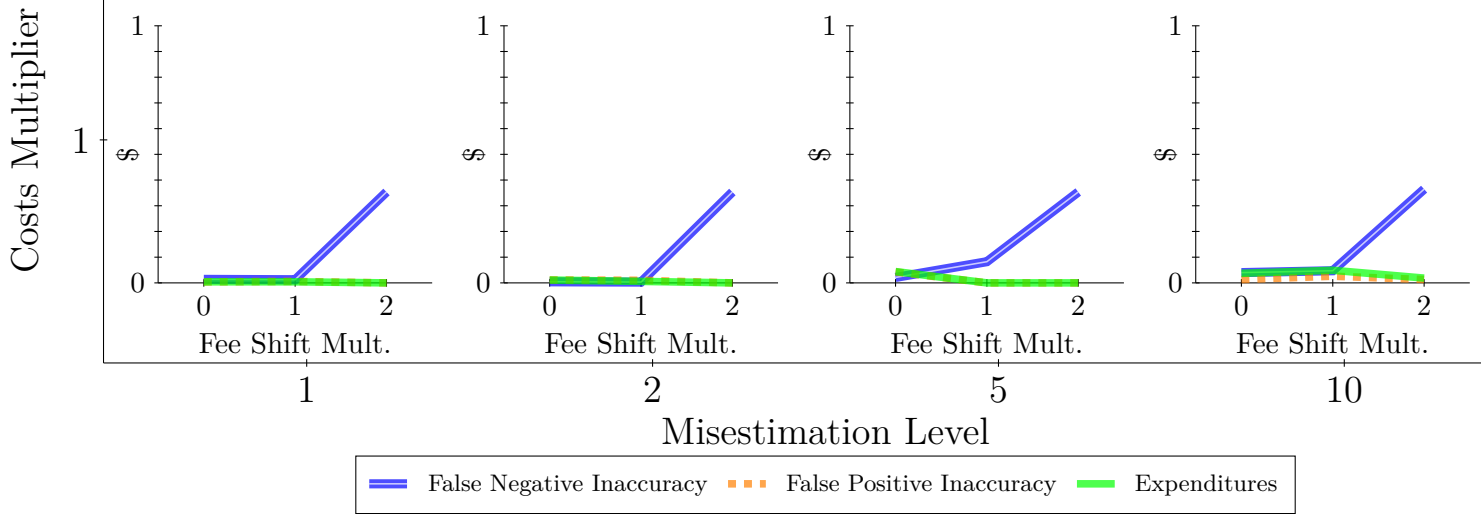 Costs Multiplier
1
1
$
0
0 1 2
Fee Shift Mult.
1
$
0
0 1 2
Fee Shift Mult.
1
$
0
0 1 2
Fee Shift Mult.
1
$
0
0 1 2
Fee Shift Mult.
1 2 5 10
Misestimation Level
False Negative Inaccuracy False Positive Inaccuracy Expenditures